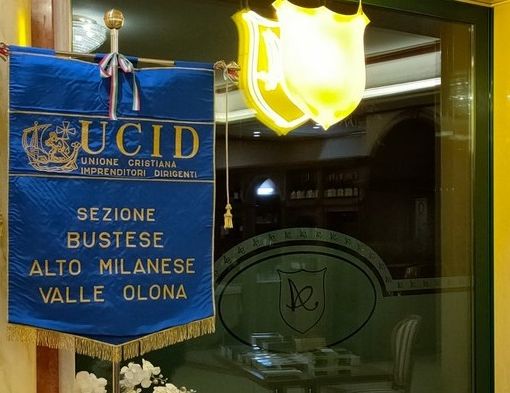 UCID
UNIONE CRISTIANA
IMPRENDITORI DIRIGENTI
SEZIONE
BUSTESE
ALTO MILANESE
VALLE OLONA